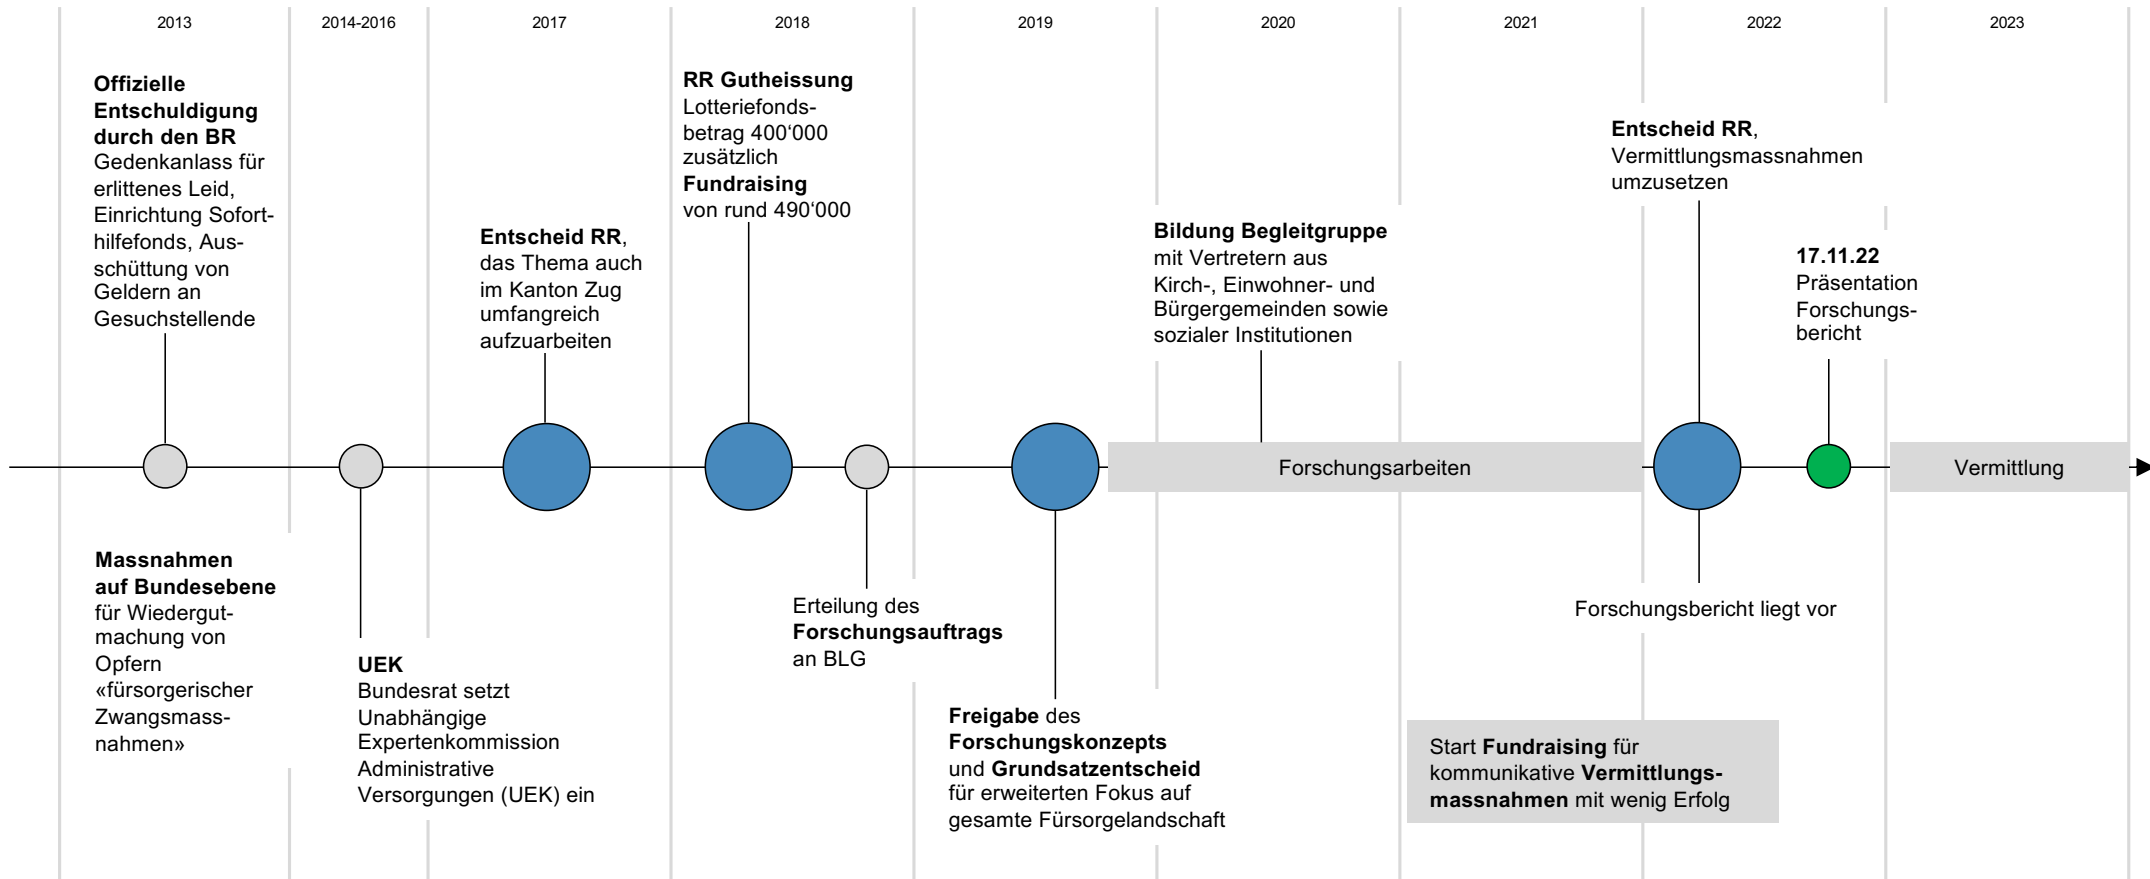 2013
2014-2016
2017
2018
2019
2020
2021
2022
2023
Offizielle
Entschuldigung
durch den BR
Gedenkanlass für
erlittenes Leid,
Einrichtung Sofort-
hilfefonds, Aus-
schüttung von
Geldern an
Gesuchstellende
Massnahmen
auf Bundesebene
für Wiedergut-
machung von
Opfern
«fürsorgerischer
Zwangsmass-
nahmen»
UEK
Bundesrat setzt
Unabhängige
Expertenkommission
Administrative
Versorgungen (UEK) ein
Entscheid RR,
das Thema auch
im Kanton Zug
umfangreich
aufzuarbeiten
RR Gutheissung
Lotteriefonds-
betrag 400‘000
zusätzlich
Fundraising
von rund 490‘000
Erteilung des
Forschungsauftrags
an BLG
Freigabe des
Forschungskonzepts
und Grundsatzentscheid
für erweiterten Fokus auf
gesamte Fürsorgelandschaft
Bildung Begleitgruppe
mit Vertretern aus
Kirch-, Einwohner- und
Bürgergemeinden sowie
sozialer Institutionen
Forschungsarbeiten
Start Fundraising für
kommunikative Vermittlungs-
massnahmen mit wenig Erfolg
Entscheid RR,
Vermittlungsmassnahmen
umzusetzen
Forschungsbericht liegt vor
17.11.22
Präsentation
Forschungs-
bericht
Vermittlung